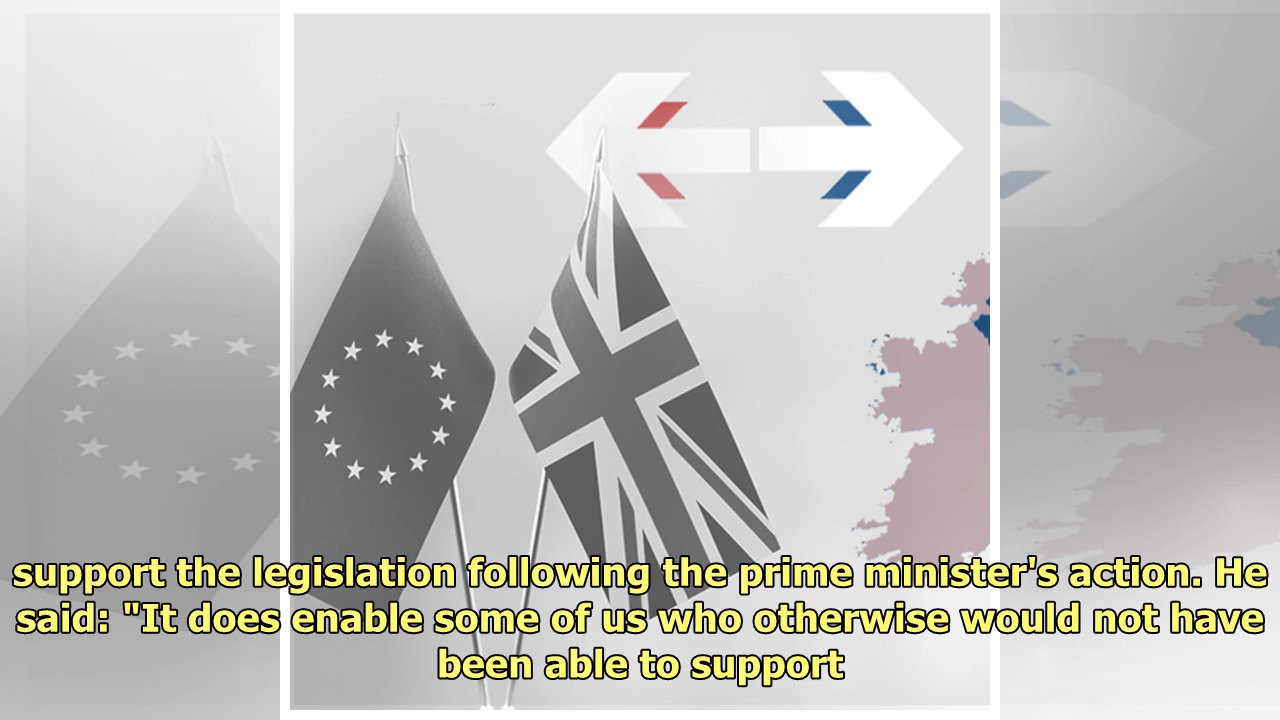 support the legislation following the prime minister's action. He
said: "It does enable some of us who otherwise would not have
been able to support